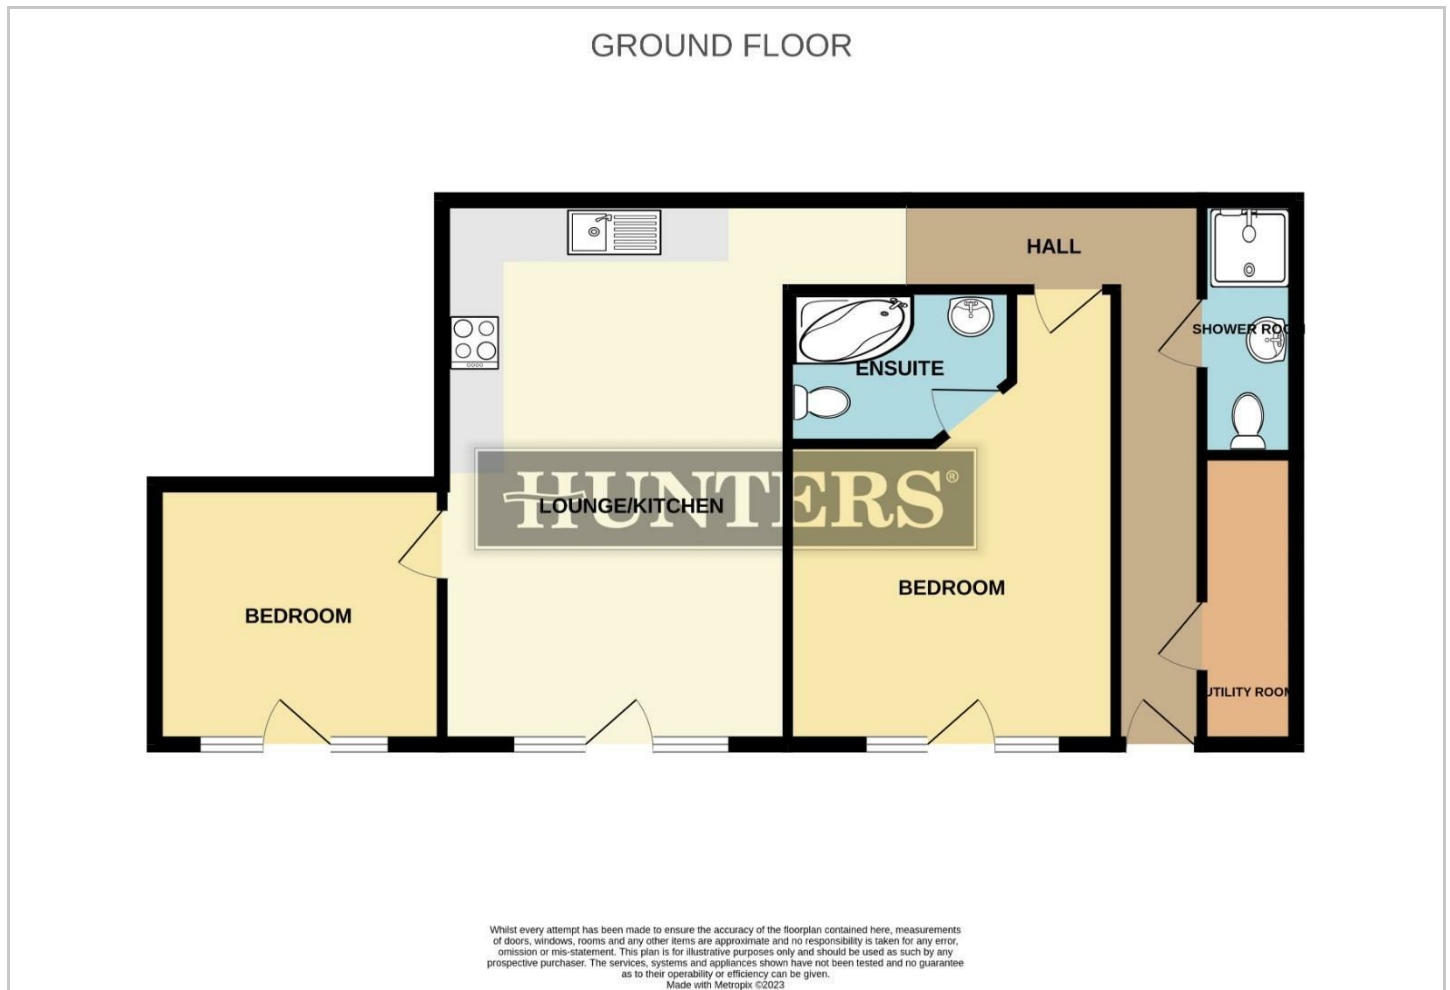 GROUND FLOOR
HALL
SHOWER ROOM
ENSUITE
HUNTERS®
LOUNGE/KITCHEN
BEDROOM
BEDROOM
UTILITY ROOM
Whilst every attempt has been made to ensure the accuracy of the floorplan contained here, measurements
of doors, windows, rooms and any other items are approximate and no responsibility is taken for any error,
omission or mis-statement. This plan is for illustrative purposes only and should be used as such by any
prospective purchaser. The services, systems and appliances shown have not been tested and no guarantee
as to their operability or efficiency can be given.
Made with Metropix ©2023